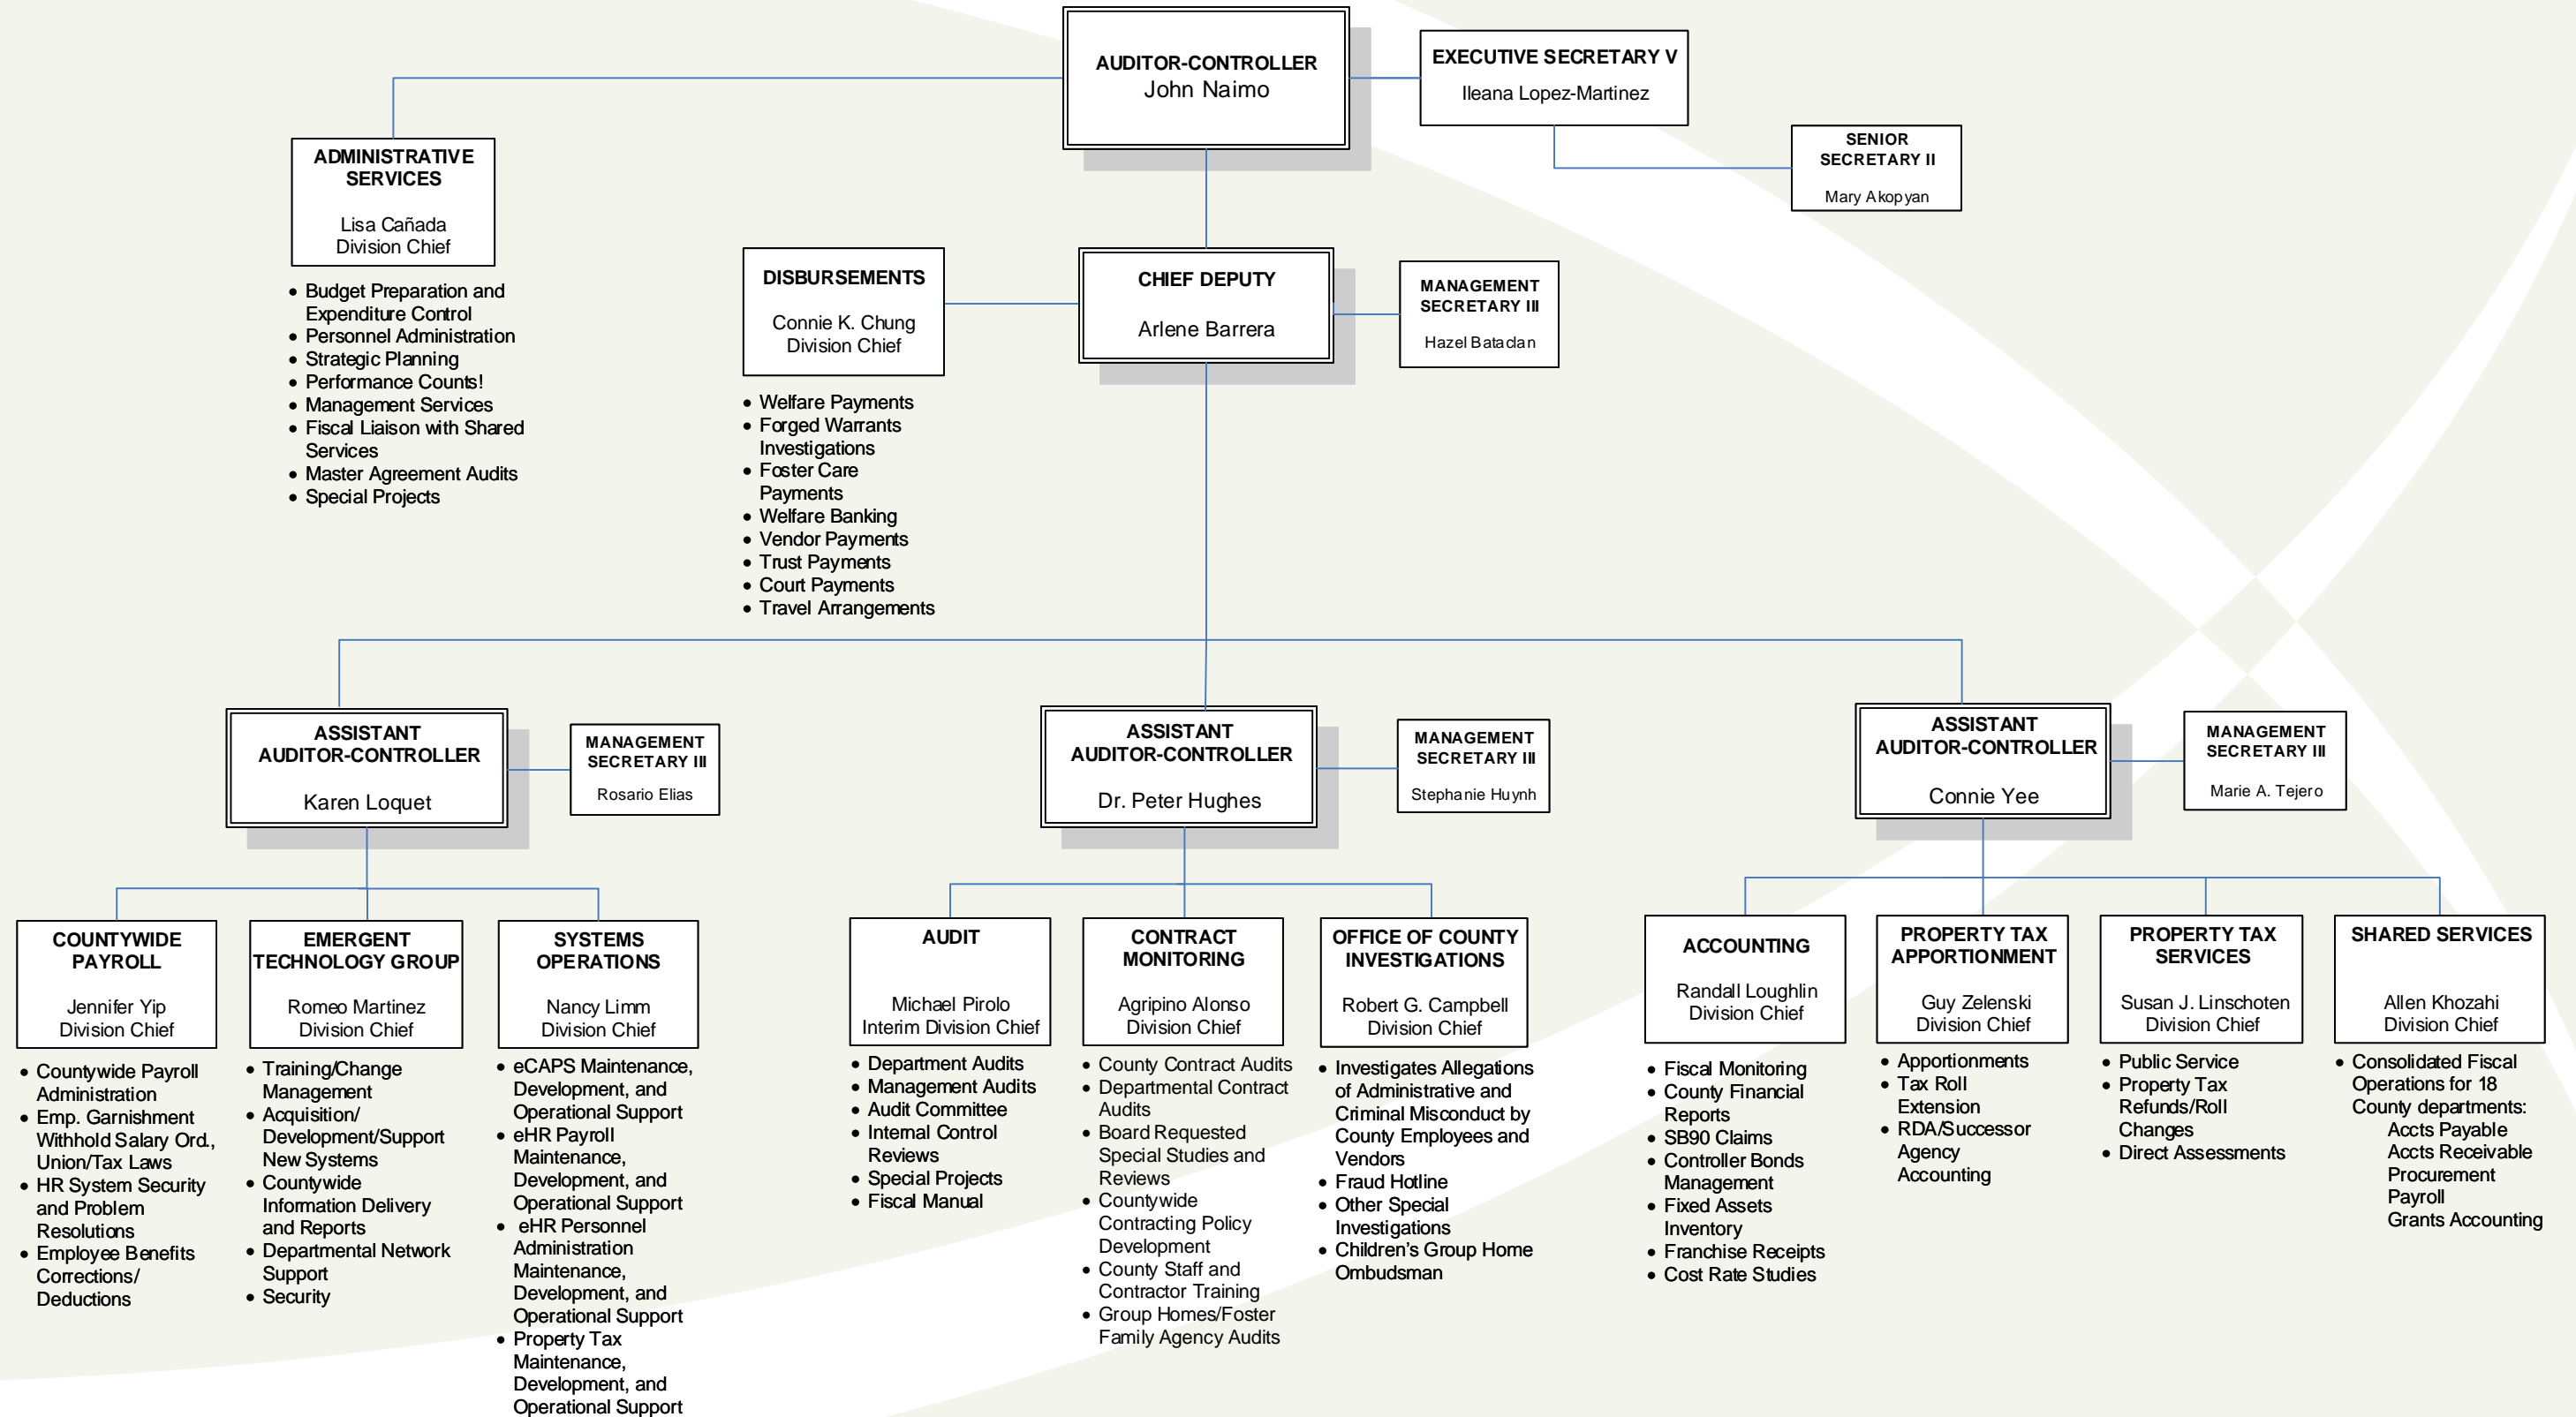 AUDITOR-CONTROLLER
John Naimo
EXECUTIVE SECRETARY V
Ileana Lopez-Martinez
SENIOR
SECRETARY II
Mary Akopyan
ADMINISTRATIVE
SERVICES
Lisa Cañada
Division Chief
• Budget Preparation and
Expenditure Control
• Personnel Administration
• Strategic Planning
• Performance Counts!
• Management Services
• Fiscal Liaison with Shared
Services
• Master Agreement Audits
• Special Projects
DISBURSEMENTS
Connie K. Chung
Division Chief
• Welfare Payments
• Forged Warrants
Investigations
• Foster Care
Payments
• Welfare Banking
• Vendor Payments
• Trust Payments
• Court Payments
• Travel Arrangements
CHIEF DEPUTY
Arlene Barrera
MANAGEMENT
SECRETARY III
Hazel Bataclan
ASSISTANT
AUDITOR-CONTROLLER
Karen Loquet
MANAGEMENT
SECRETARY III
Rosario Elias
ASSISTANT
AUDITOR-CONTROLLER
Dr. Peter Hughes
MANAGEMENT
SECRETARY III
Stephanie Huynh
ASSISTANT
AUDITOR-CONTROLLER
Connie Yee
MANAGEMENT
SECRETARY III
Marie A. Tejero
COUNTYWIDE
PAYROLL
Jennifer Yip
Division Chief
• Countywide Payroll
Administration
• Emp. Garnishment
Withhold Salary Ord.,
Union/Tax Laws
• HR System Security
and Problem
Resolutions
• Employee Benefits
Corrections/
Deductions
EMERGENT
TECHNOLOGY GROUP
Romeo Martinez
Division Chief
• Training/Change
Management
• Acquisition/
Development/Support
New Systems
• Countywide
Information Delivery
and Reports
• Departmental Network
Support
• Security
SYSTEMS
OPERATIONS
Nancy Limm
Division Chief
• eCAPS Maintenance,
Development, and
Operational Support
• eHR Payroll
Maintenance,
Development, and
Operational Support
• eHR Personnel
Administration
Maintenance,
Development, and
Operational Support
• Property Tax
Maintenance,
Development, and
Operational Support
AUDIT
Michael Pirolo
Interim Division Chief
• Department Audits
• Management Audits
• Audit Committee
• Internal Control
Reviews
• Special Projects
• Fiscal Manual
CONTRACT
MONITORING
Agripino Alonso
Division Chief
• County Contract Audits
• Departmental Contract
Audits
• Board Requested
Special Studies and
Reviews
• Countywide
Contracting Policy
Development
• County Staff and
Contractor Training
• Group Homes/Foster
Family Agency Audits
OFFICE OF COUNTY
INVESTIGATIONS
Robert G. Campbell
Division Chief
• Investigates Allegations
of Administrative and
Criminal Misconduct by
County Employees and
Vendors
• Fraud Hotline
• Other Special
Investigations
• Children’s Group Home
Ombudsman
ACCOUNTING
Randall Loughlin
Division Chief
• Fiscal Monitoring
• County Financial
Reports
• SB90 Claims
• Controller Bonds
Management
• Fixed Assets
Inventory
• Franchise Receipts
• Cost Rate Studies
PROPERTY TAX
APPORTIONMENT
Guy Zelenski
Division Chief
• Apportionments
• Tax Roll
Extension
• RDA/Successor
Agency
Accounting
PROPERTY TAX
SERVICES
Susan J. Linschoten
Division Chief
• Public Service
• Property Tax
Refunds/Roll
Changes
• Direct Assessments
SHARED SERVICES
Allen Khozahi
Division Chief
• Consolidated Fiscal
Operations for 18
County departments:
Accts Payable
Accts Receivable
Procurement
Payroll
Grants Accounting